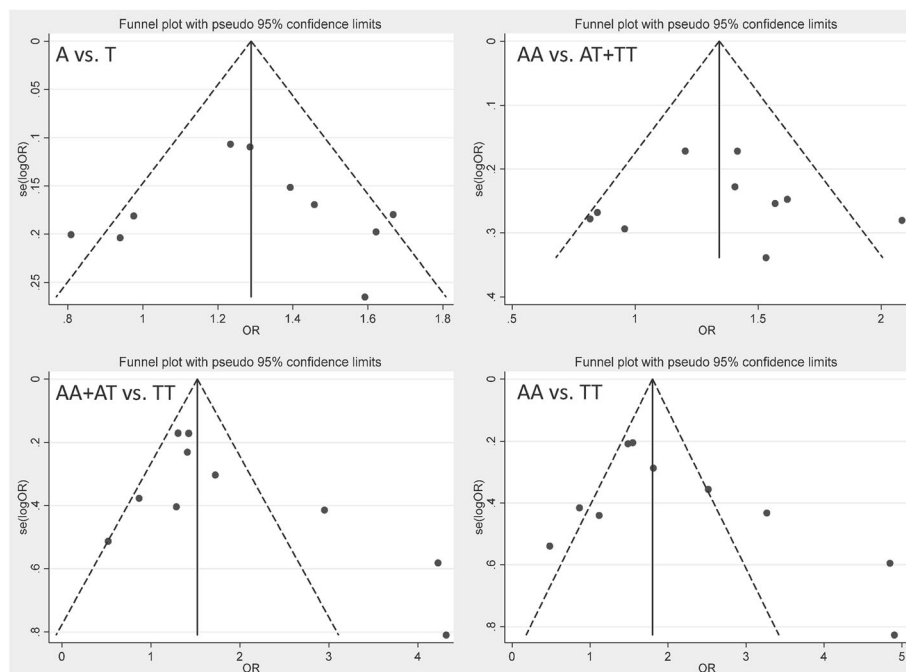 Funnel plot with pseudo 95% confidence limits
A vs. T
0
.05
.1
.15
.2
.25
se(logOR)
.8
1
1.2
1.4
1.6
1.8
OR
Funnel plot with pseudo 95% confidence limits
AA vs. AT+TT
0
.1
.2
.3
.4
se(logOR)
.5
1
1.5
2
OR
Funnel plot with pseudo 95% confidence limits
AA+AT vs. TT
0
.2
.4
.6
.8
se(logOR)
0
1
2
3
4
OR
Funnel plot with pseudo 95% confidence limits
AA vs. TT
0
.2
.4
.6
.8
se(logOR)
0
1
2
3
4
5
OR